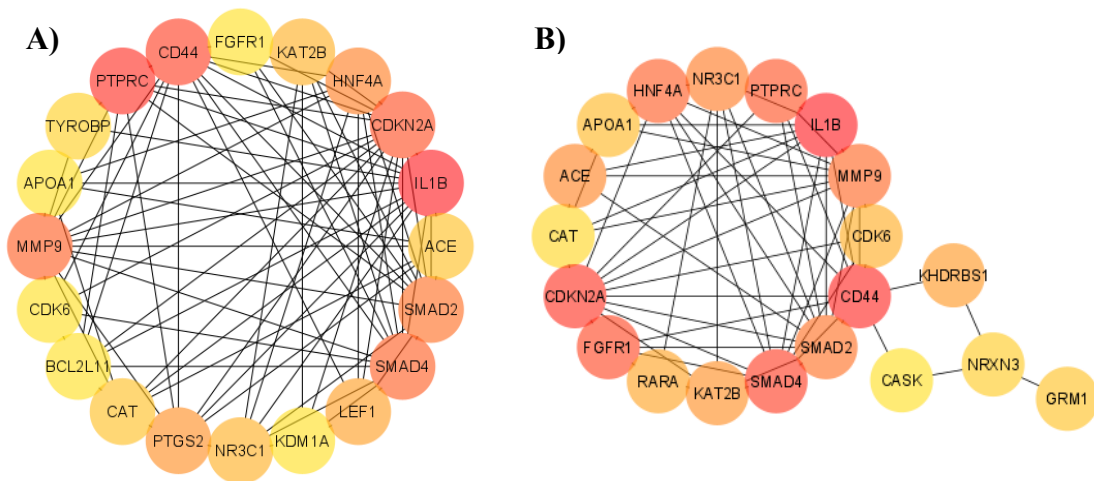 A)
FGFR1
CD44
KAT2B
PTPRC
HNF4A
TYROBP
CDKN2A
APOA1
IL1B
MMP9
ACE
CDK6
SMAD2
BCL2L11
SMAD4
CAT
LEF1
PTGS2
NR3C1
KDM1A
B)
NR3C1
HNF4A
PTPRC
APOA1
IL1B
ACE
MMP9
CAT
CDK6
KHDRBS1
CDKN2A
CD44
FGFR1
SMAD2
NRXN3
CASK
RARA
KAT2B
SMAD4
GRM1